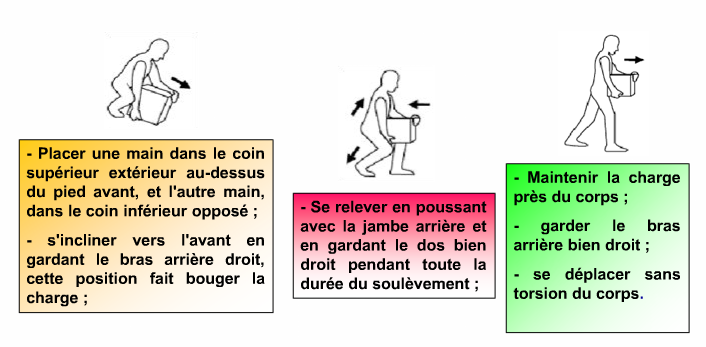 - Placer une main dans le coin
supérieur extérieur au-dessus
du pied avant, et l'autre main,
dans le coin inférieur opposé ;
- s'incliner vers l'avant en
gardant le bras arrière droit,
cette position fait bouger la
charge ;
- Se relever en poussant
avec la jambe arrière et
en gardant le dos bien
droit pendant toute la
durée du soulèvement ;
- Maintenir la charge
près du corps ;
- garder le bras
arrière bien droit ;
- se déplacer sans
torsion du corps.